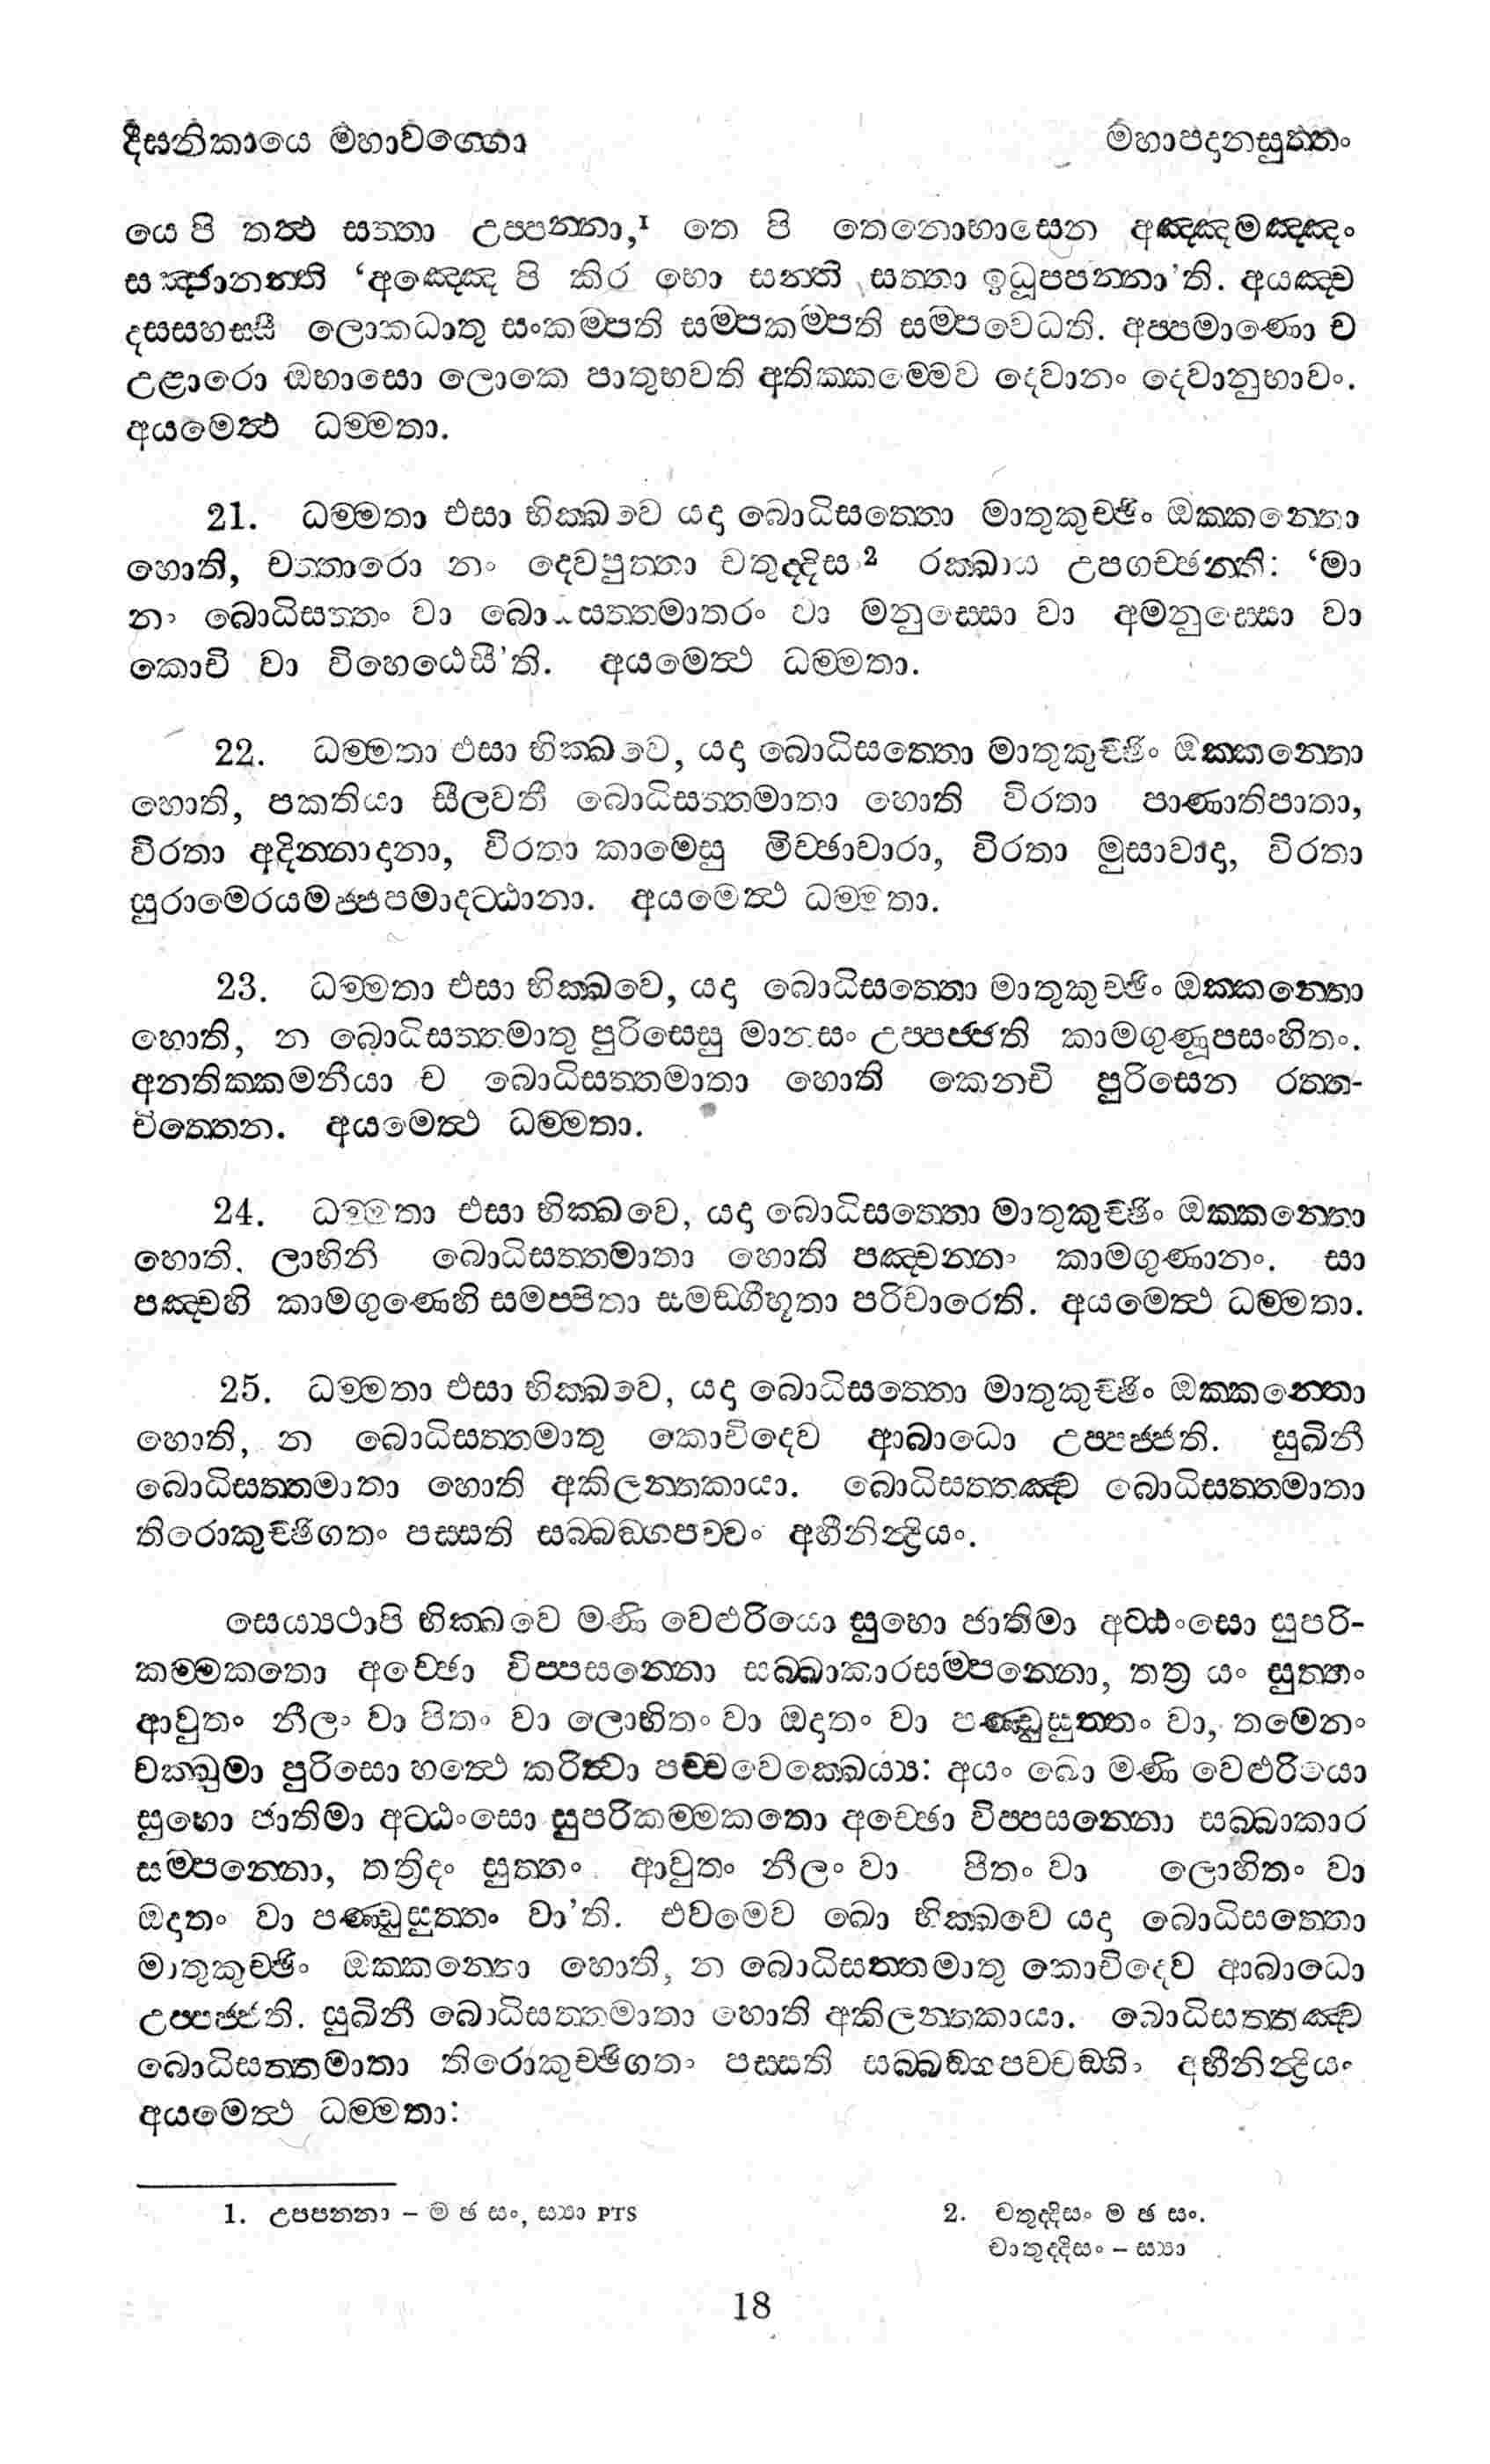 දීඝනිකායෙ මහාවග්ගො මහාපදානසුත්තං
යෙ පි තත්ථ සත්තා උප්පන්නා,¹ තෙ පි තෙනොභාසෙන අඤ්ඤමඤ්ඤං
සඤ්ජානන්ති ‘අඤ්ඤෙ පි කිර භො සන්ති සත්තා ඉධූපපන්නා’ති. අයඤ්ච
දසසහස්සී ලොකධාතු සංකම්පති සම්පකම්පති සම්පවෙධති. අප්පමාණො ච
උළාරො ඔභාසො ලොකෙ පාතුභවති අතික්කම්මෙව දෙවානං දෙවානුභාවං.
අයමෙත්ථ ධම්මතා.
21. ධම්මතා එසා භික්ඛවෙ යදා බොධිසත්තො මාතුකුච්ඡිං ඔක්කන්තො
හොති, චත්තාරො නං දෙවපුත්තා චතුද්දිස² රක්ඛාය උපගච්ඡන්ති: ‘මා
නං බොධිසත්තං වා බො..සත්තමාතරං වා මනුස්සො වා අමනුස්සො වා
කොචි වා විහෙඨෙසී’ති. අයමෙත්ථ ධම්මතා.
22. ධම්මතා එසා භික්ඛවෙ, යදා බොධිසත්තො මාතුකුච්ඡිං ඔක්කන්තො
හොති, පකතියා සීලවතී බොධිසත්තමාතා හොති විරතා පාණාතිපාතා,
විරතා අදින්නාදානා, විරතා කාමෙසු මිච්ඡාචාරා, විරතා මුසාවාදා, විරතා
සුරාමෙරයමජ්ජපමාදට්ඨානා. අයමෙත්ථ ධම්මතා.
23. ධම්මතා එසා භික්ඛවෙ, යදා බොධිසත්තො මාතුකුච්ඡිං ඔක්කන්තො
හොති, න බොධිසත්තමාතු පුරිසෙසු මානසං උප්පජ්ජති කාමගුණූපසංහිතං.
අනතික්කමනීයා ච බොධිසත්තමාතා හොති කෙනචි පුරිසෙන රත්ත-
චිත්තෙන. අයමෙත්ථ ධම්මතා.
24. ධම්මතා එසා භික්ඛවෙ, යදා බොධිසත්තො මාතුකුච්ඡිං ඔක්කන්තො
හොති, ලාභිනී බොධිසත්තමාතා හොති පඤ්චන්නං කාමගුණානං. සා
පඤ්චහි කාමගුණෙහි සමප්පිතා සමඞ්ගීභූතා පරිචාරෙති. අයමෙත්ථ ධම්මතා.
25. ධම්මතා එසා භික්ඛවෙ, යදා බොධිසත්තො මාතුකුච්ඡිං ඔක්කන්තො
හොති, න බොධිසත්තමාතු කොචිදෙව ආබාධො උප්පජ්ජති. සුඛිනී
බොධිසත්තමාතා හොති අකිලන්තකායා. බොධිසත්තඤ්ච බොධිසත්තමාතා
තිරොකුච්ඡිගතං පස්සති සබ්බඞ්ගපච්චං අහීනින්ද්‍රියං.
සෙය්‍යථාපි භික්ඛවෙ මණි වෙළුරියො සුභො ජාතිමා අට්ඨංසො සුපරි-
කම්මකතො අච්ඡො විප්පසන්නො සබ්බාකාරසම්පන්නො, තත්‍ර යං සුත්තං
ආවුතං නීලං වා පිතං වා ලොභිතං වා ඔදාතං වා පණ්ඩුසුත්තං වා, තමෙනං
චක්ඛුමා පුරිසො හත්ථෙ කරිත්වා පච්චවෙක්ඛෙය්‍ය: අයං ඛො මණි වෙළුරියො
සුභො ජාතිමා අට්ඨංසො සුපරිකම්මකතො අච්ඡො විප්පසන්නො සබ්බාකාර
සම්පන්නො, තත්‍රිදං සුත්තං ආවුතං නීලං වා පීතං වා ලොහිතං වා
ඔදාතං වා පණ්ඩුසුත්තං වා’ති. එවමෙව ඛො භික්ඛවෙ යදා බොධිසත්තො
මාතුකුච්ඡිං ඔක්කන්තො හොති, න බොධිසත්තමාතු කොචිදෙව ආබාධො
උප්පජ්ජති. සුඛිනී බොධිසත්තමාතා හොති අකිලන්තකායා. බොධිසත්තඤ්ච
බොධිසත්තමාතා තිරොකුච්ඡිගතං පස්සති සබ්බඞ්ගපච්චඞ්ගිං අභීනින්ද්‍රියං
අයමෙත්ථ ධම්මතා:
1. උපපන්නා – ම ඡ සං, ස්‍යා PTS 2. චතුද්දිසං ම ඡ සං.
චාතුද්දිසං – ස්‍යා
18